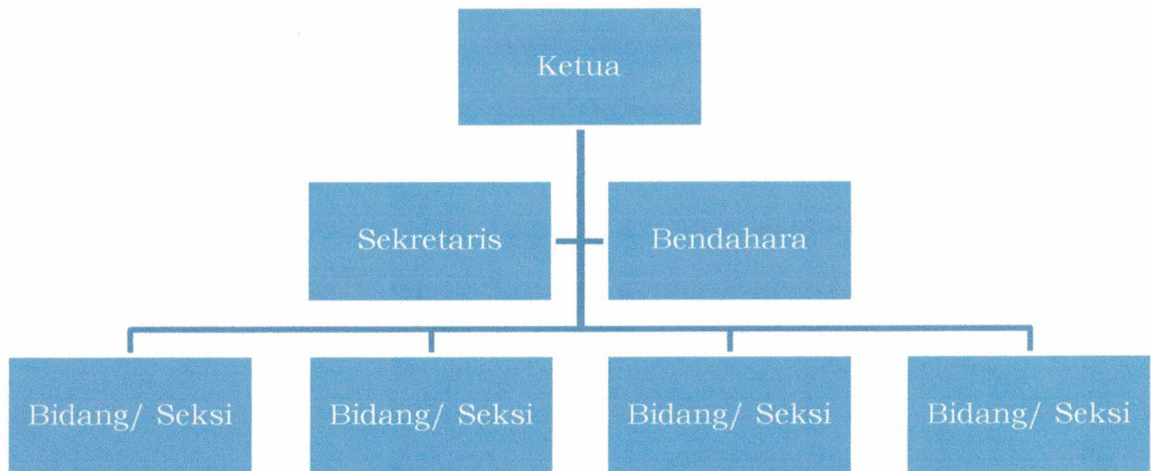 Ketua
Sekretaris
Bendahara
Bidang/ Seksi
Bidang/ Seksi
Bidang/ Seksi
Bidang/ Seksi